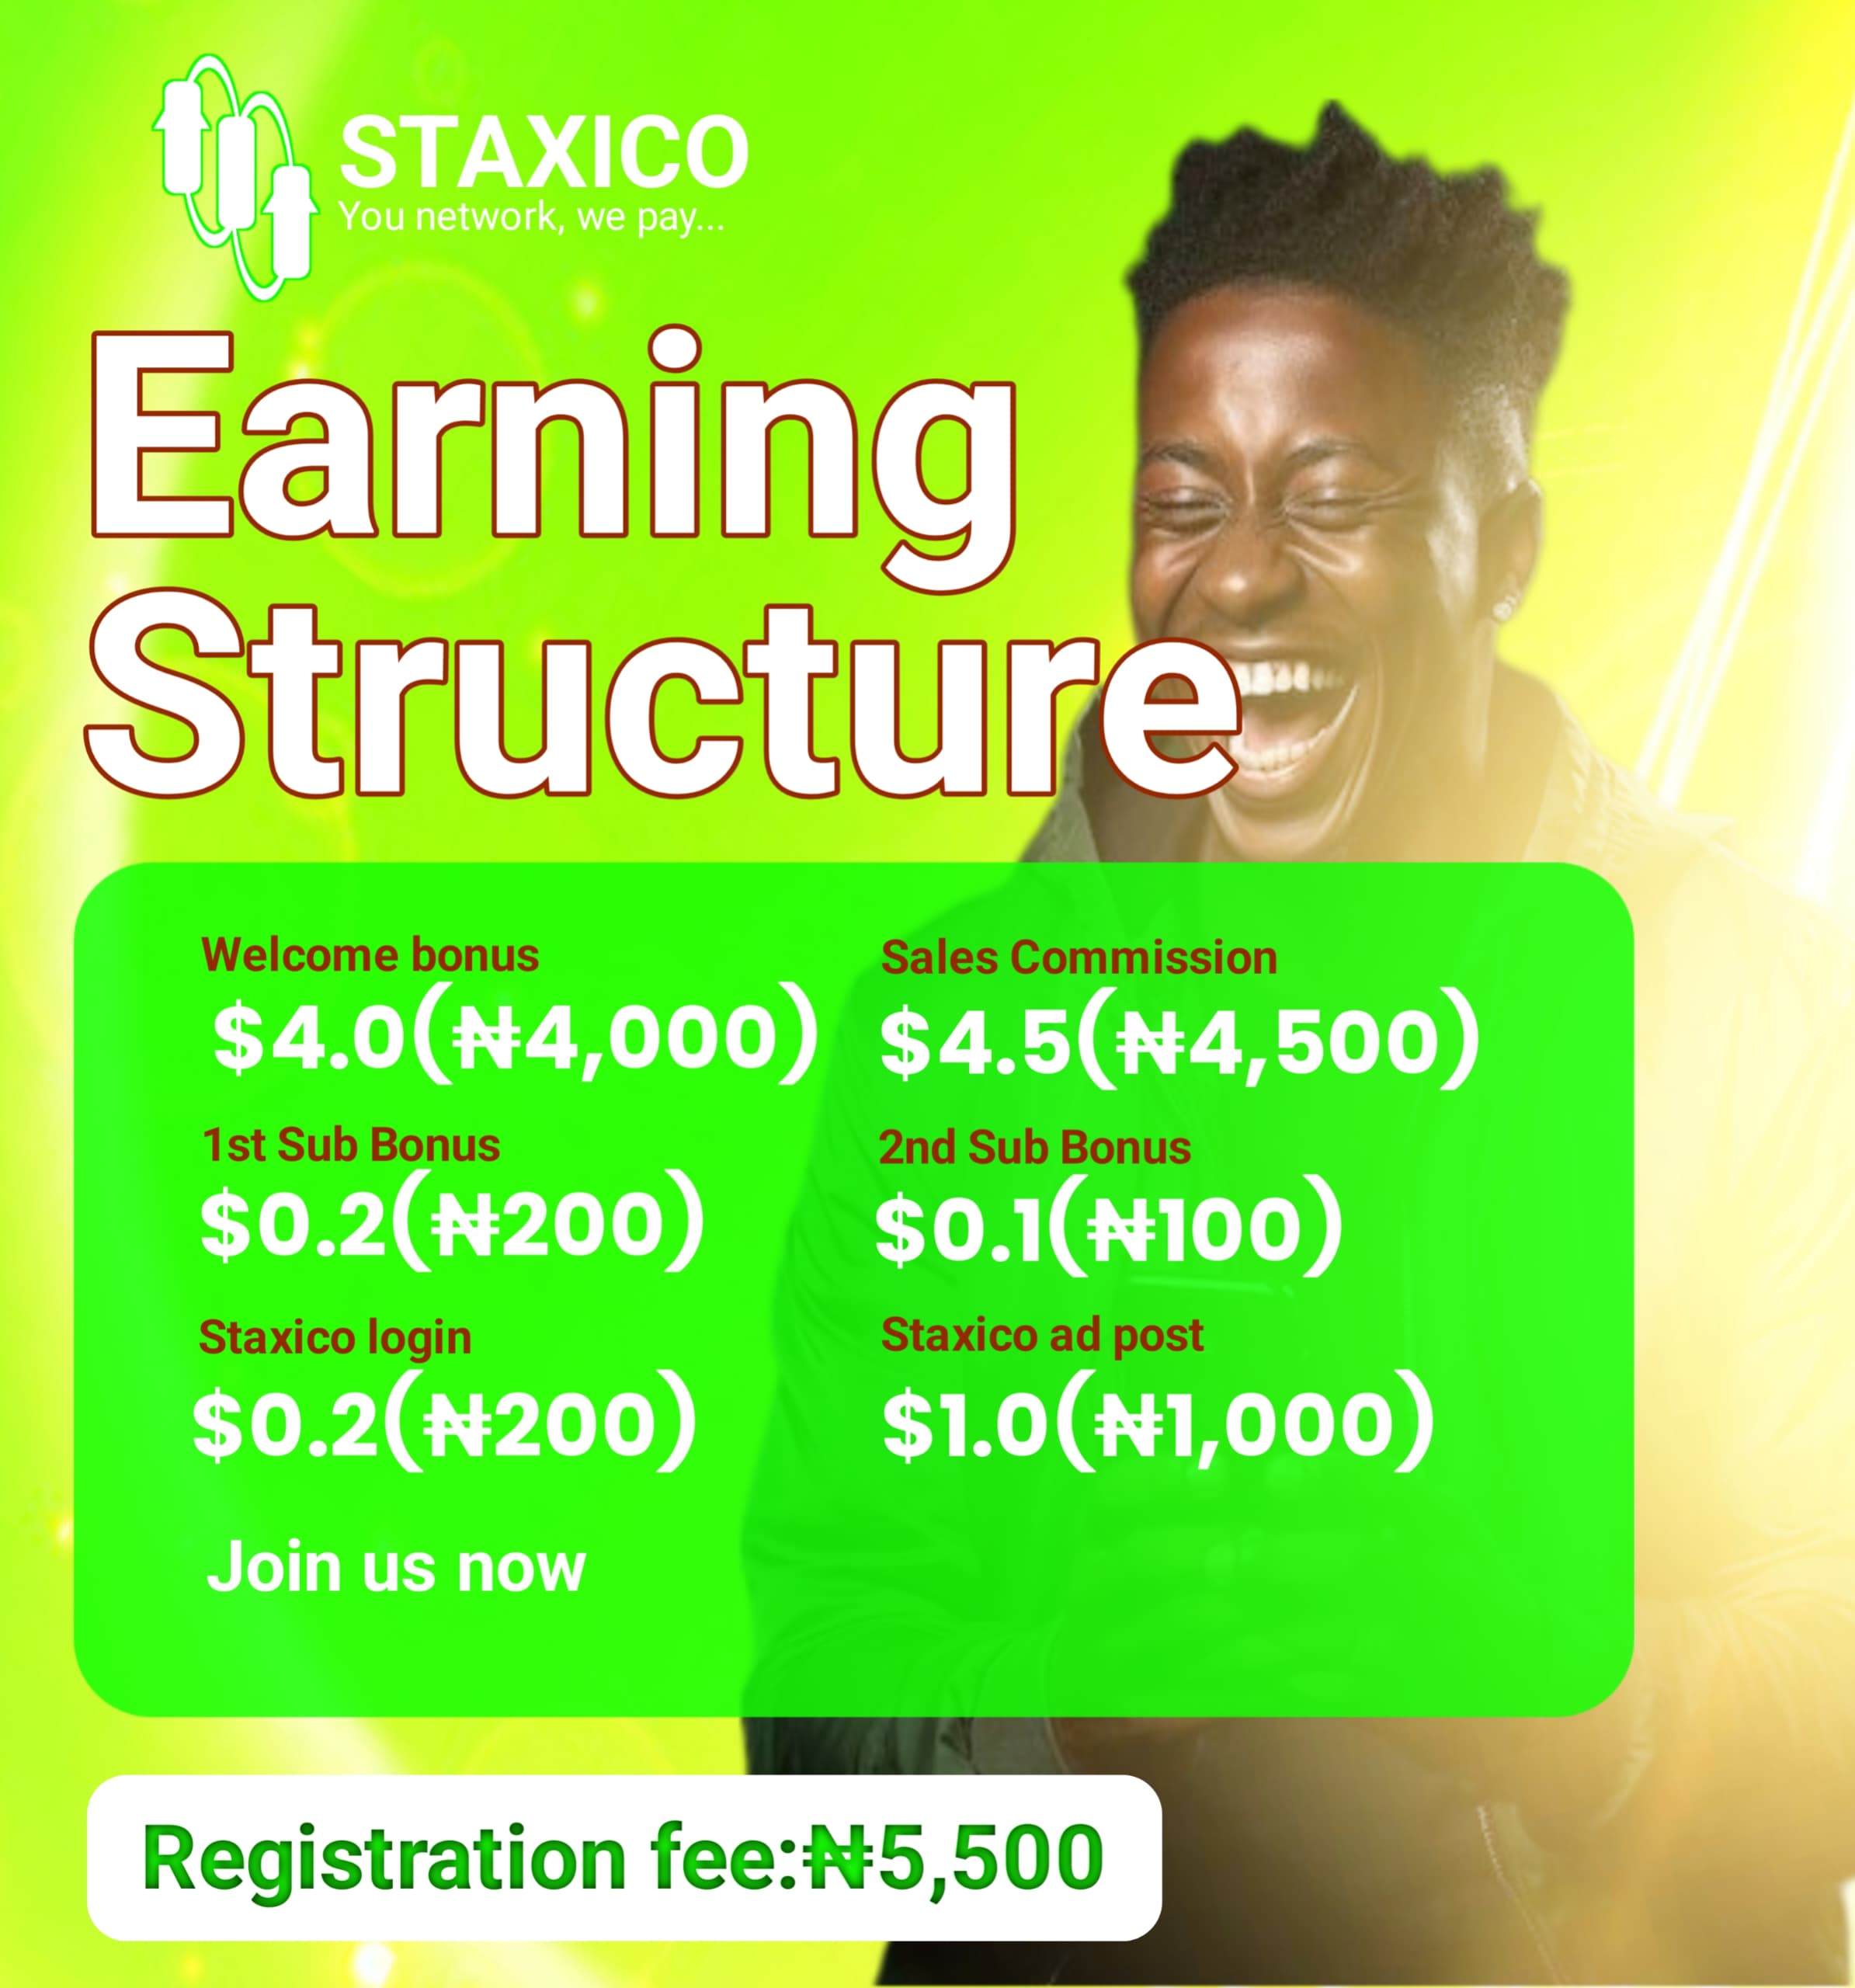 STAXICO
You network, we pay...
Earning
Structure
Welcome bonus
$4.0(₦4,000)
Sales Commission
$4.5(₦4,500)
1st Sub Bonus
$0.2(₦200)
2nd Sub Bonus
$0.1(₦100)
Staxico login
$0.2(₦200)
Staxico ad post
$1.0(₦1,000)
Join us now
Registration fee:₦5,500